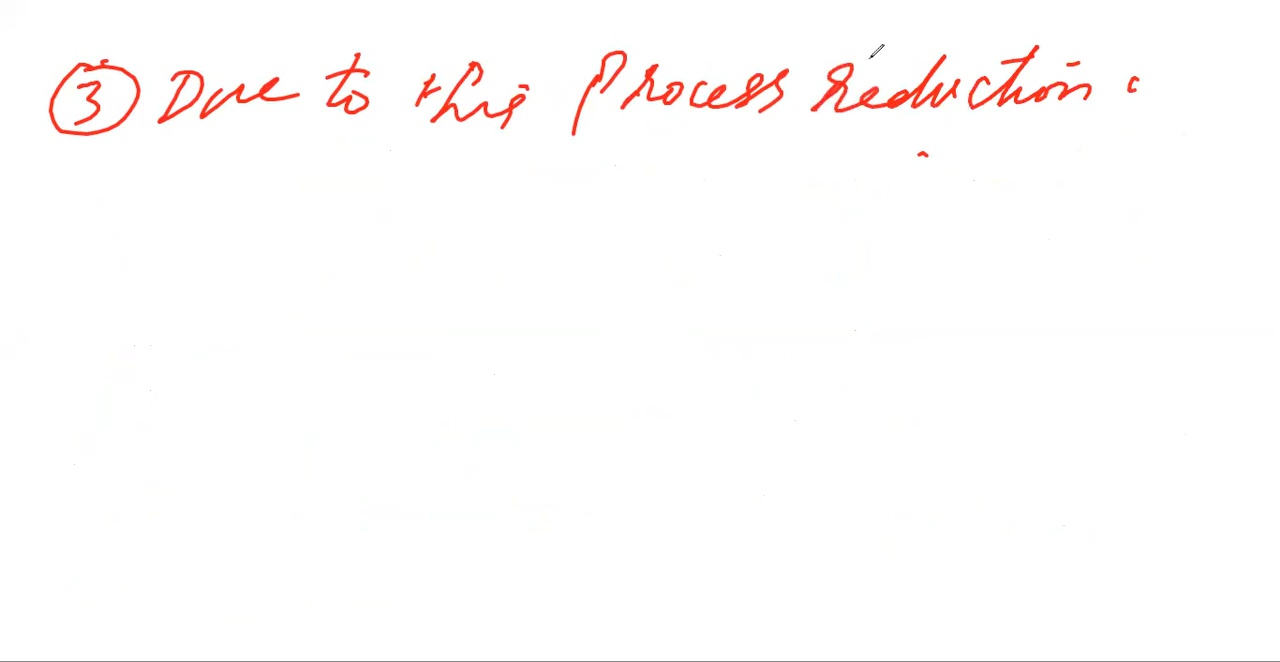 ③ Due to this Process reduction